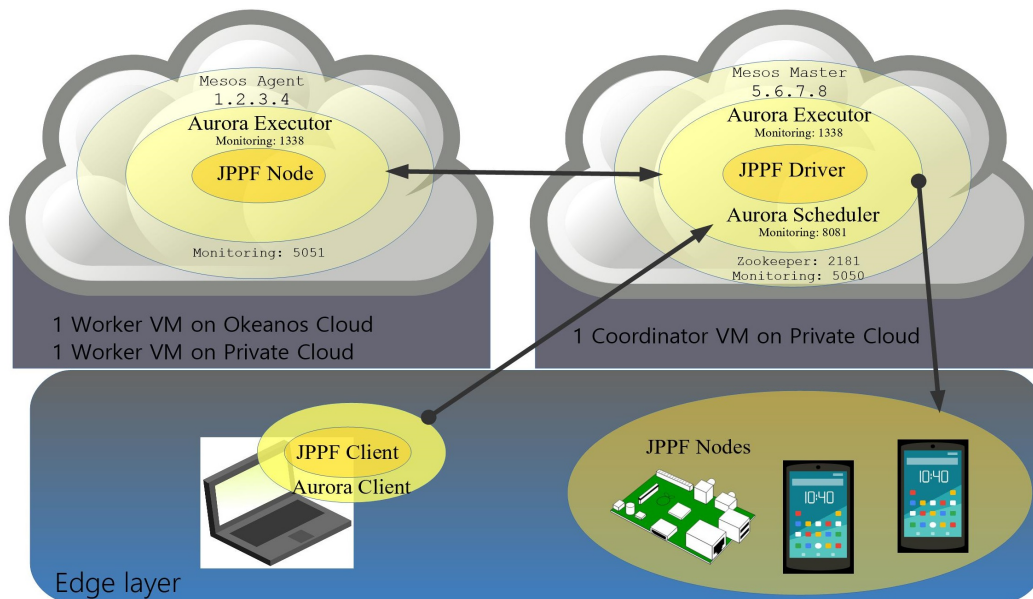 Mesos Agent
1.2.3.4
Aurora Executor
Monitoring: 1338
JPPF Node
Monitoring: 5051
1 Worker VM on Okeanos Cloud
1 Worker VM on Private Cloud
Mesos Master
5.6.7.8
Aurora Executor
Monitoring: 1338
JPPF Driver
Aurora Scheduler
Monitoring: 8081
Zookeeper: 2181
Monitoring: 5050
1 Coordinator VM on Private Cloud
JPPF Client
Aurora Client
JPPF Nodes
10:40
10:40
Edge layer